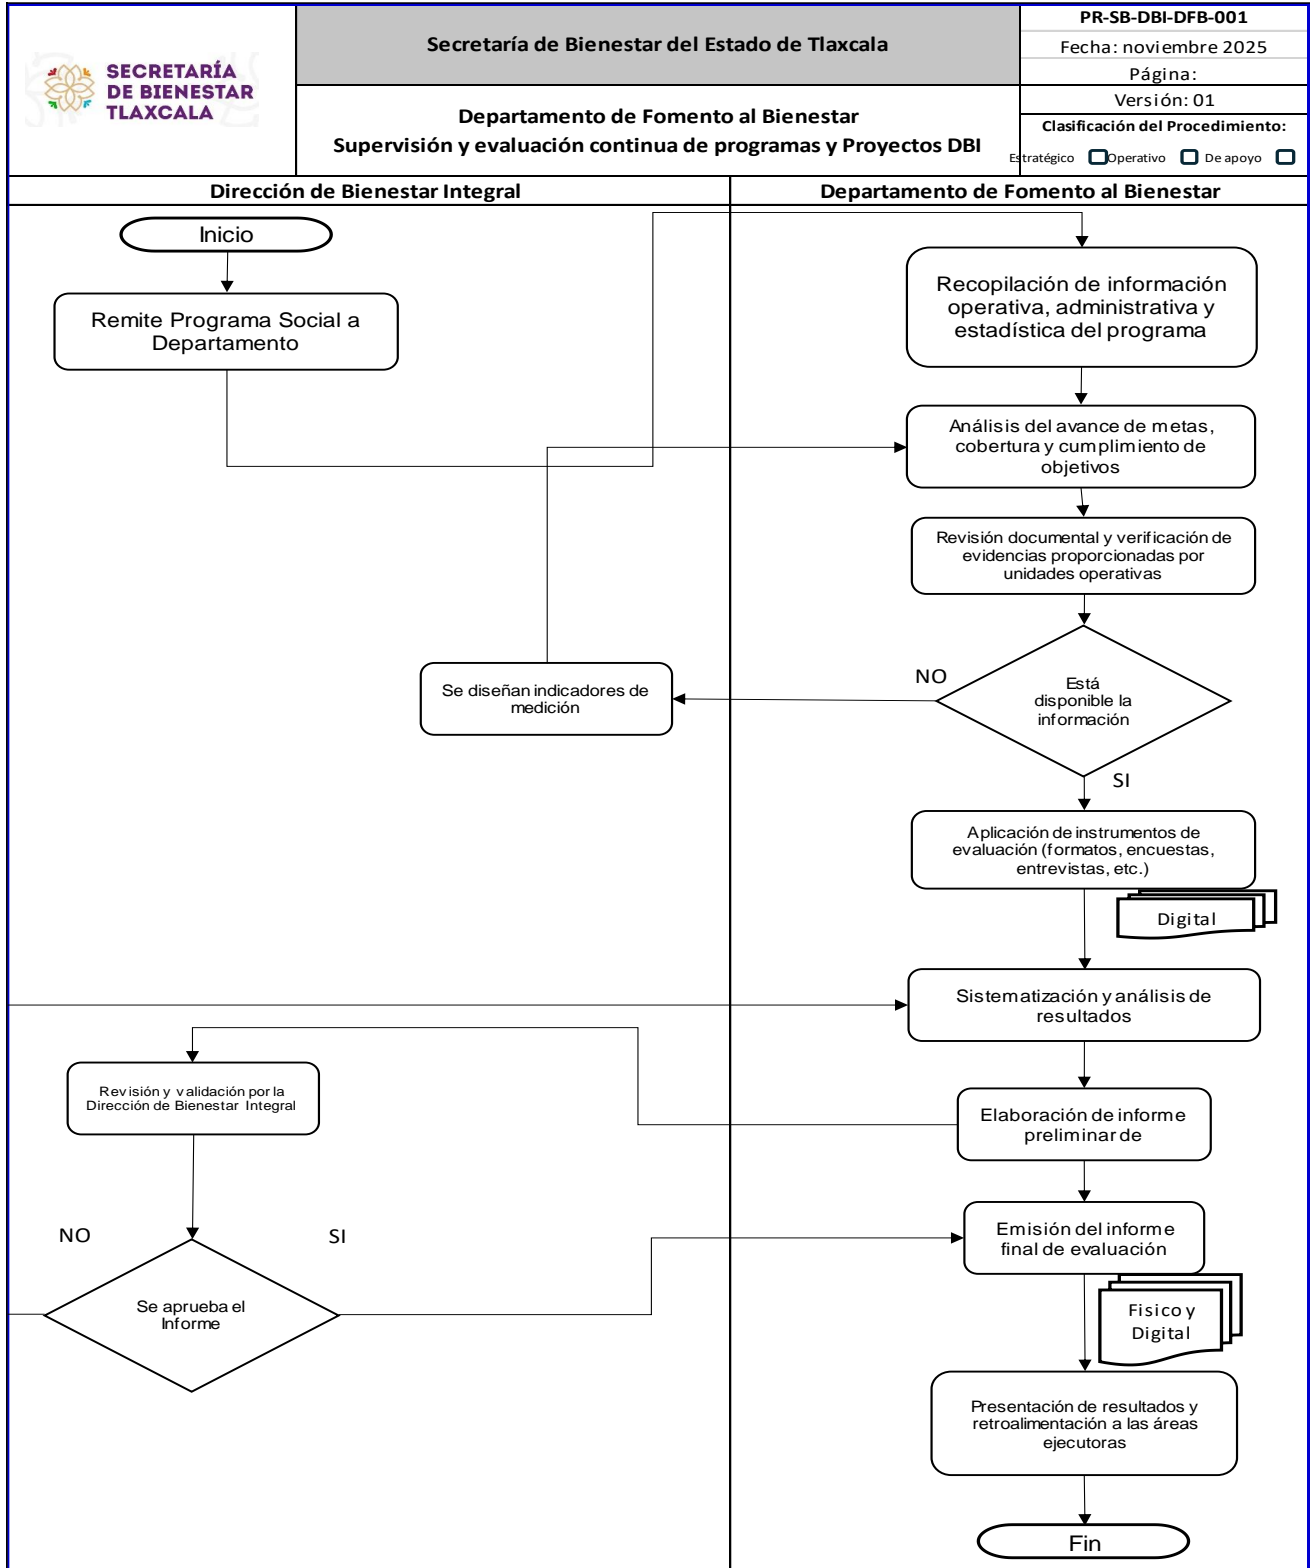 SECRETARÍA
DE BIENESTAR
TLAXCALA
Secretaría de Bienestar del Estado de Tlaxcala
Departamento de Fomento al Bienestar
Supervisión y evaluación continua de programas y Proyectos DBI
PR-SB-DBI-DFB-001
Fecha: noviembre 2025
Página:
Versión: 01
Clasificación del Procedimiento:
Estratégico Operativo De apoyo
Dirección de Bienestar Integral
Departamento de Fomento al Bienestar
Inicio
Remite Programa Social a
Departamento
Recopilación de información
operativa, administrativa y
estadística del programa
Análisis del avance de metas,
cobertura y cumplimiento de
objetivos
Revisión documental y verificación de
evidencias proporcionadas por
unidades operativas
Está
disponible la
información
NO
Se diseñan indicadores de
medición
SI
Aplicación de instrumentos de
evaluación (formatos, encuestas,
entrevistas, etc.)
Digital
Sistematización y análisis de
resultados
Elaboración de informe
preliminar de
Revisión y validación por la
Dirección de Bienestar Integral
NO
SI
Se aprueba el
Informe
Emisión del informe
final de evaluación
Fisico y
Digital
Presentación de resultados y
retroalimentación a las áreas
ejecutoras
Fin